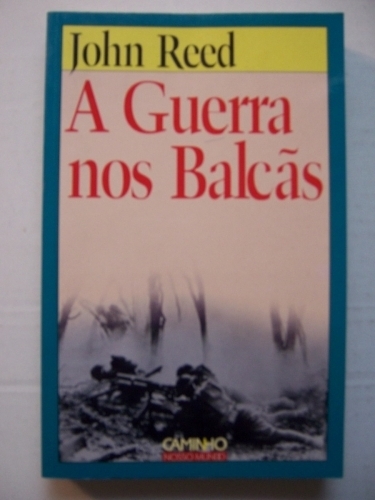 John Reed
A Guerra
nos Balcãs
CAMINHO
NOSSO MUNDO